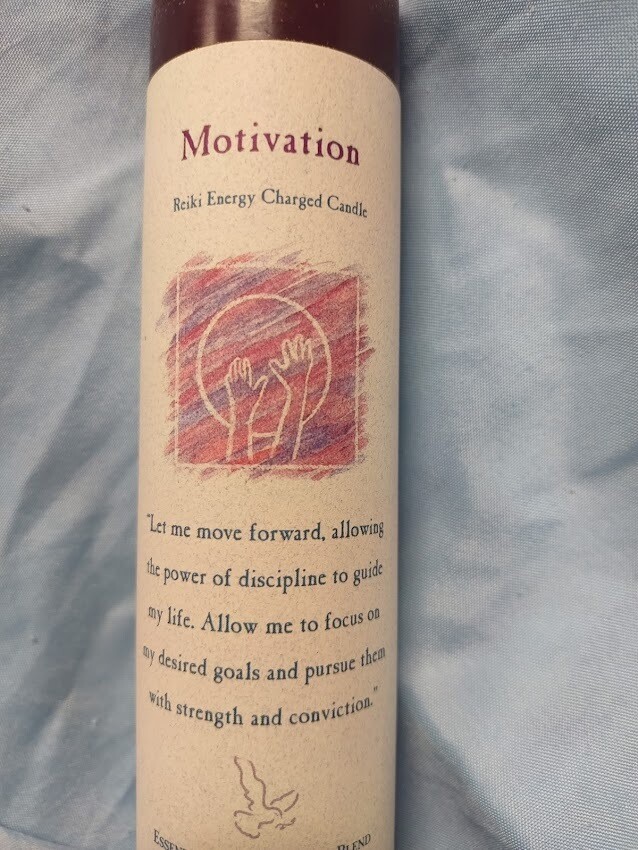 Motivation
Reiki Energy Charged Candle
"Let me move forward, allowing
the power of discipline to guide
my life. Allow me to focus on
my desired goals and pursue them
with strength and conviction."
BLEND